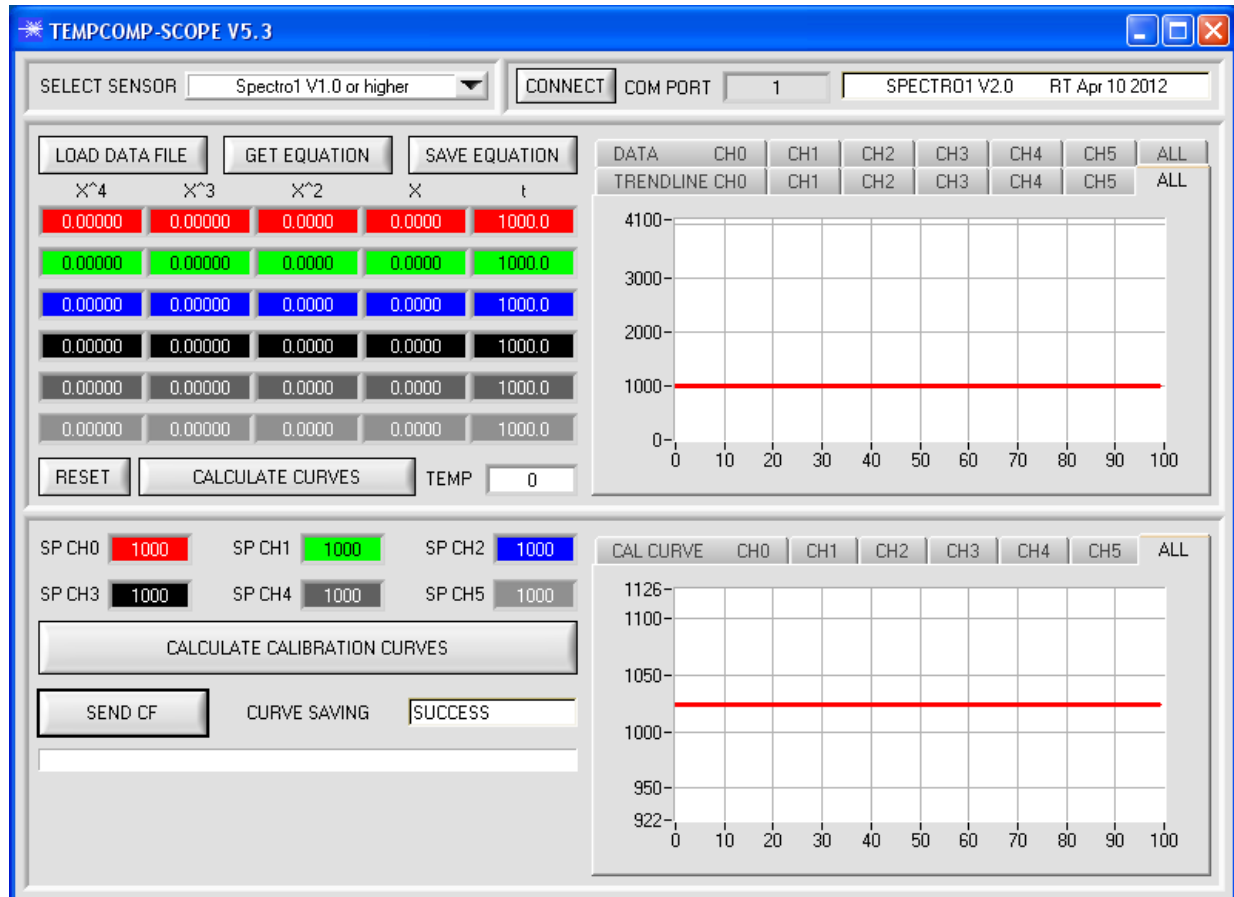 TEMPCOMP-SCOPE V5.3
SELECT SENSOR Spectro1 V1.0 or higher CONNECT COM PORT 1 SPECTRO1 V2.0 RT Apr 10 2012
LOAD DATA FILE GET EQUATION SAVE EQUATION
X^4 X^3 X^2 X t
0.00000 0.00000 0.0000 0.0000 1000.0
0.00000 0.00000 0.0000 0.0000 1000.0
0.00000 0.00000 0.0000 0.0000 1000.0
0.00000 0.00000 0.0000 0.0000 1000.0
0.00000 0.00000 0.0000 0.0000 1000.0
0.00000 0.00000 0.0000 0.0000 1000.0
RESET CALCULATE CURVES TEMP 0
DATA CH0 CH1 CH2 CH3 CH4 CH5 ALL
TRENDLINE CH0 CH1 CH2 CH3 CH4 CH5 ALL
4100
3000
2000
1000
0
0 10 20 30 40 50 60 70 80 90 100
SP CH0 1000 SP CH1 1000 SP CH2 1000
SP CH3 1000 SP CH4 1000 SP CH5 1000
CALCULATE CALIBRATION CURVES
SEND CF CURVE SAVING SUCCESS
CAL CURVE CH0 CH1 CH2 CH3 CH4 CH5 ALL
1126
1100
1050
1000
950
922
0 10 20 30 40 50 60 70 80 90 100